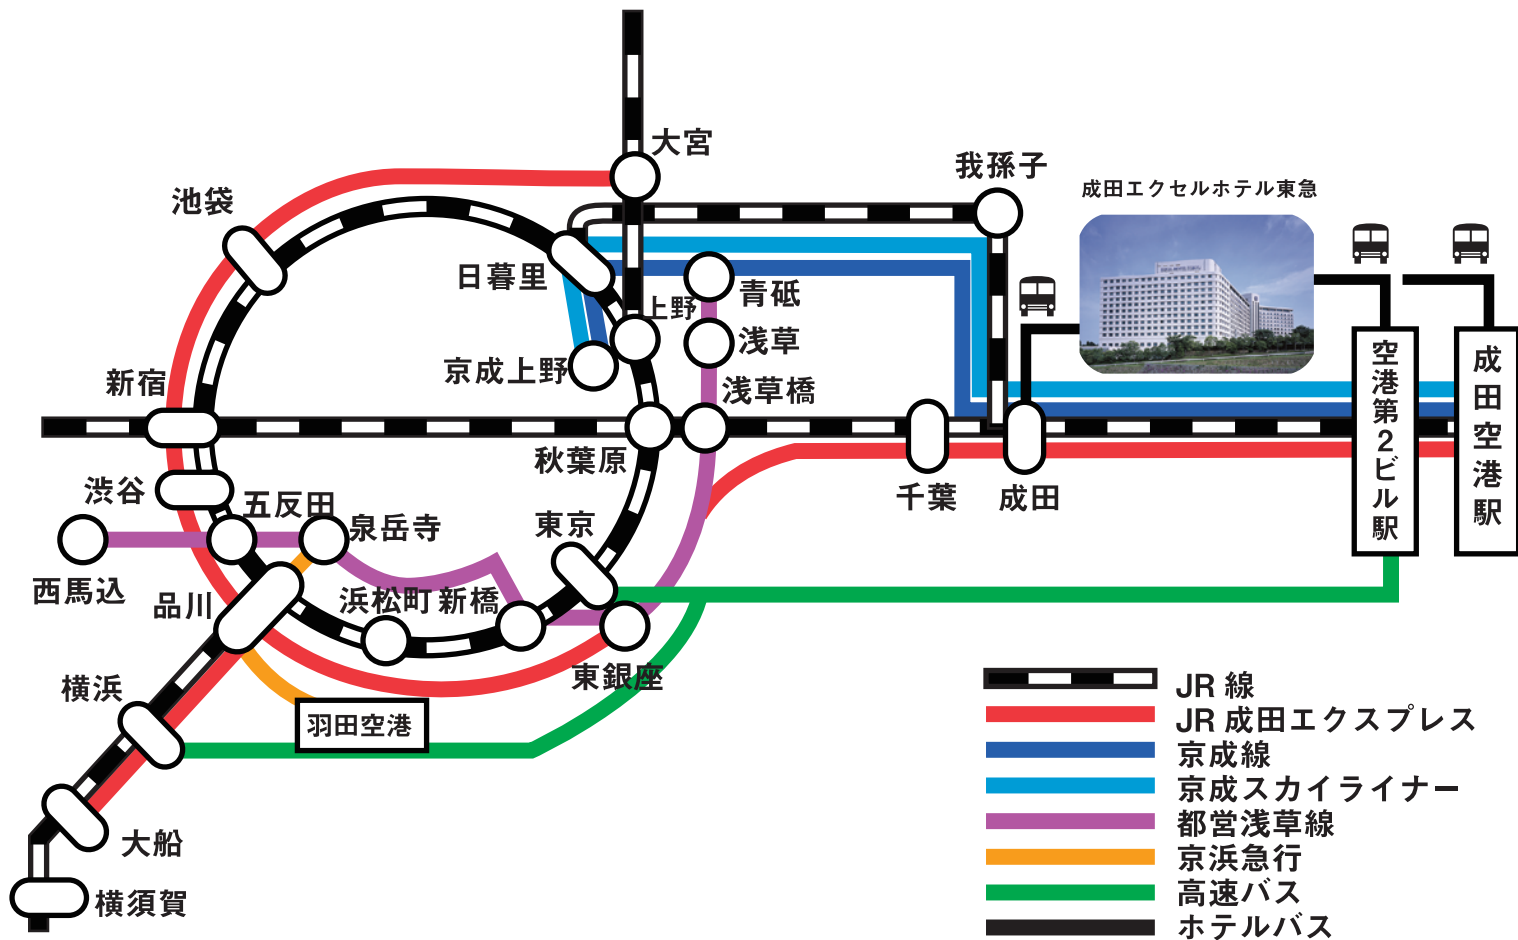 大宮
我孫子
成田エクセルホテル東急
池袋
日暮里
上野
青砥
浅草
京成上野
新宿
浅草橋
空港第2ビル駅
成田空港駅
秋葉原
渋谷
五反田
泉岳寺
東京
千葉
成田
西馬込
品川
浜松町
新橋
東銀座
横浜
羽田空港
大船
横須賀
JR 線
JR 成田エクスプレス
京成線
京成スカイライナー
都営浅草線
京浜急行
高速バス
ホテルバス